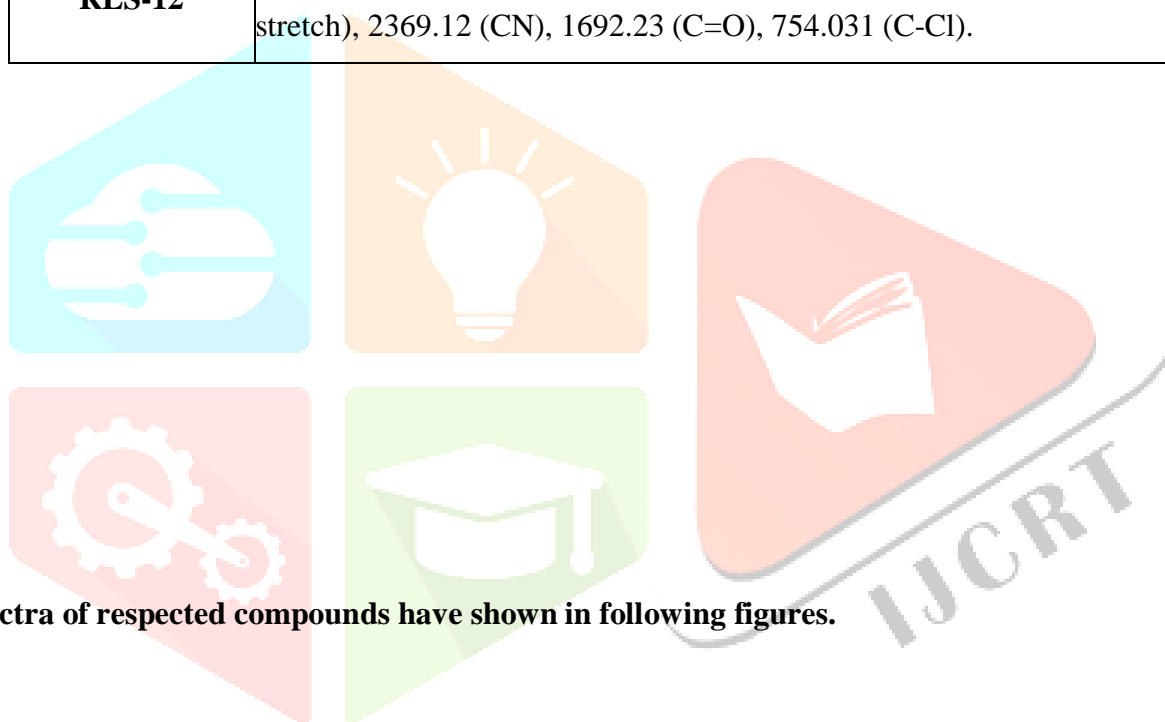 RLS-12
stretch), 2369.12 (CN), 1692.23 (C=O), 754.031 (C-Cl).
IJCRT
ctra of respected compounds have shown in following figures.